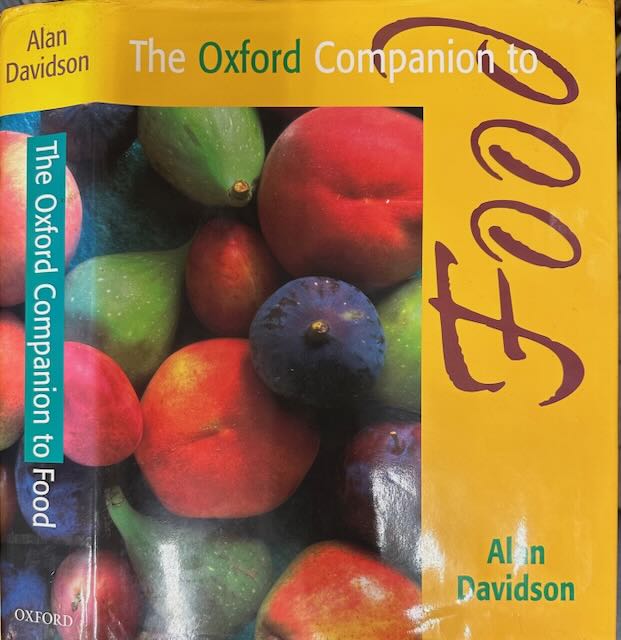 Alan
Davidson
The Oxford Companion to Food
OXFORD
The Oxford Companion to
Food
Alan
Davidson